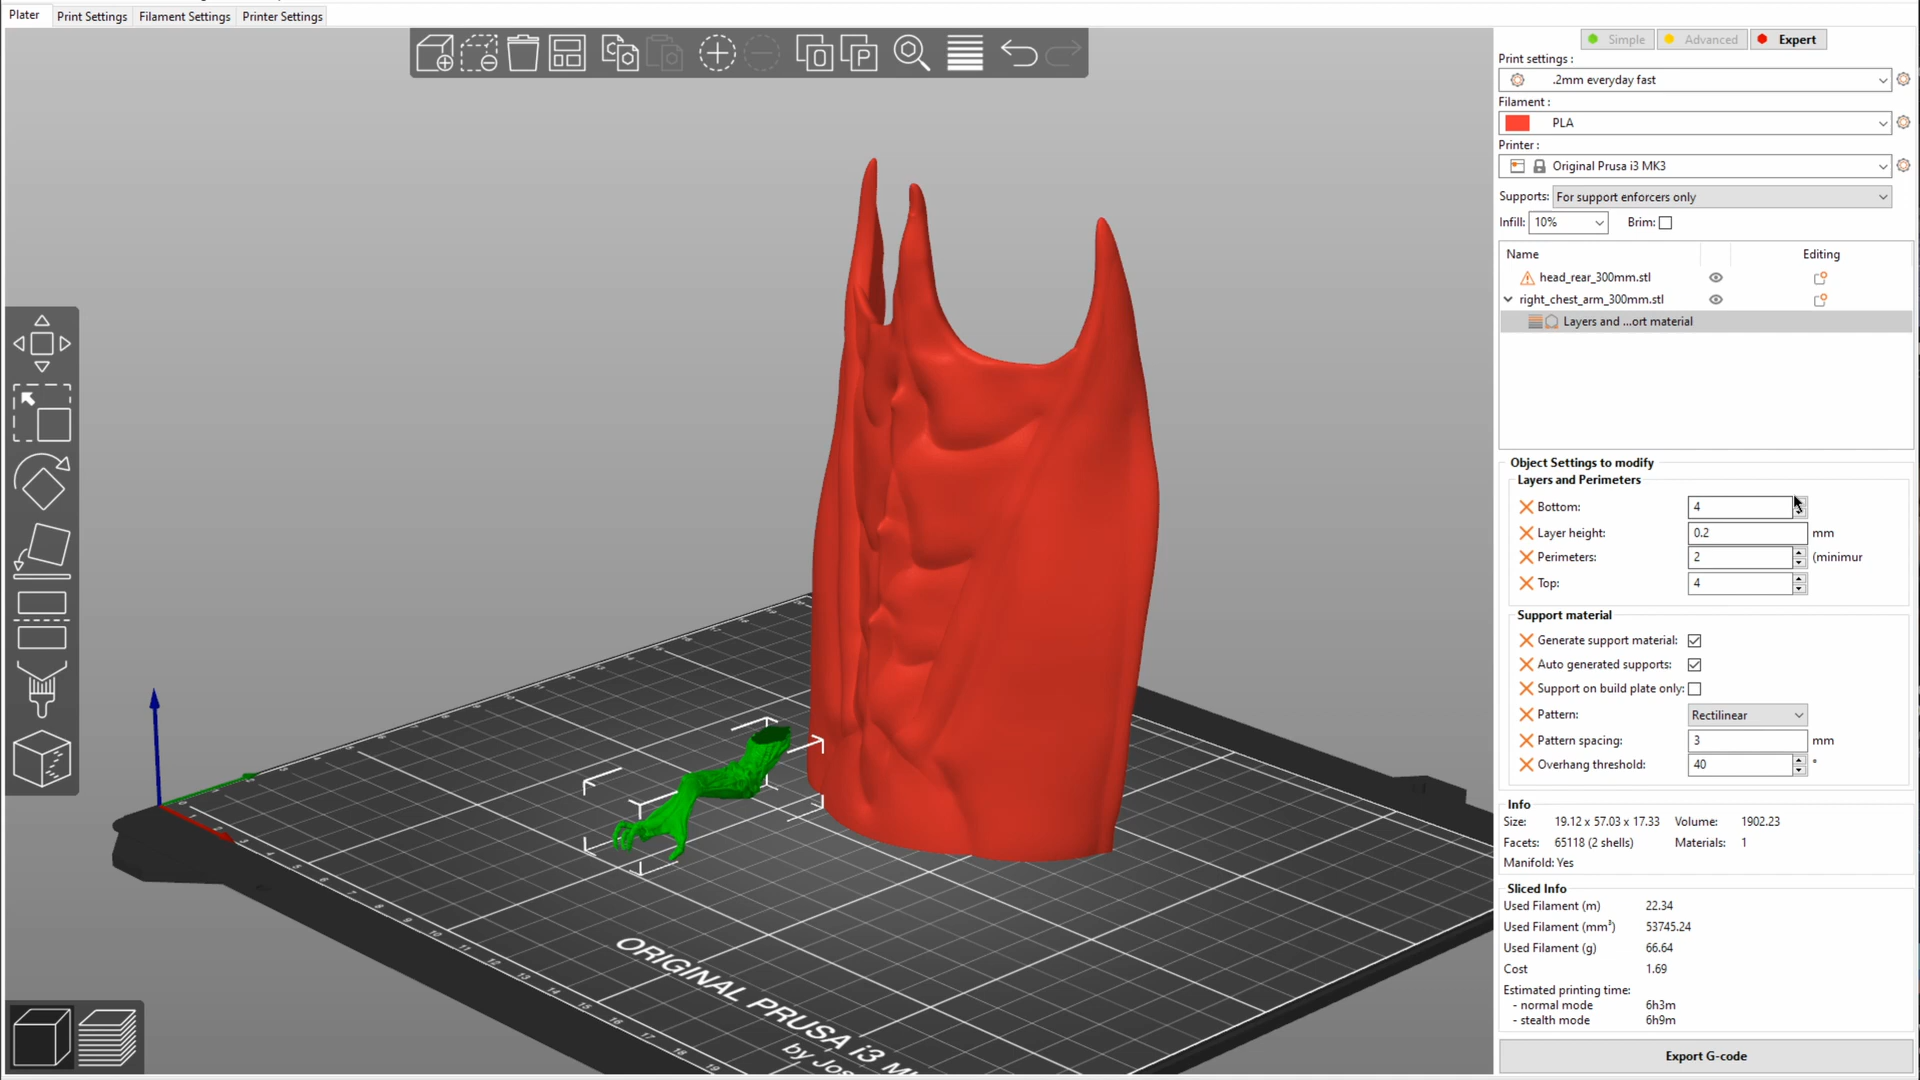 Plater Print Settings Filament Settings Printer Settings
Simple Advanced Expert
Print settings :
.2mm everyday fast
Filament :
PLA
Printer :
Original Prusa i3 MK3
Supports: For support enforcers only
Infill: 10% Brim:
Name Editing
head_rear_300mm.stl
right_chest_arm_300mm.stl
Layers and ...ort material
Object Settings to modify
Layers and Perimeters
Bottom: 4
Layer height: 0.2 mm
Perimeters: 2 (minimur
Top: 4
Support material
Generate support material:
Auto generated supports:
Support on build plate only:
Pattern: Rectilinear
Pattern spacing: 3 mm
Overhang threshold: 40 °
Info
Size: 19.12 x 57.03 x 17.33 Volume: 1902.23
Facets: 65118 (2 shells) Materials: 1
Manifold: Yes
Sliced Info
Used Filament (m) 22.34
Used Filament (mm³) 53745.24
Used Filament (g) 66.64
Cost 1.69
Estimated printing time:
- normal mode 6h3m
- stealth mode 6h9m
Export G-code
ORIGINAL PRUSA i3
by Jos